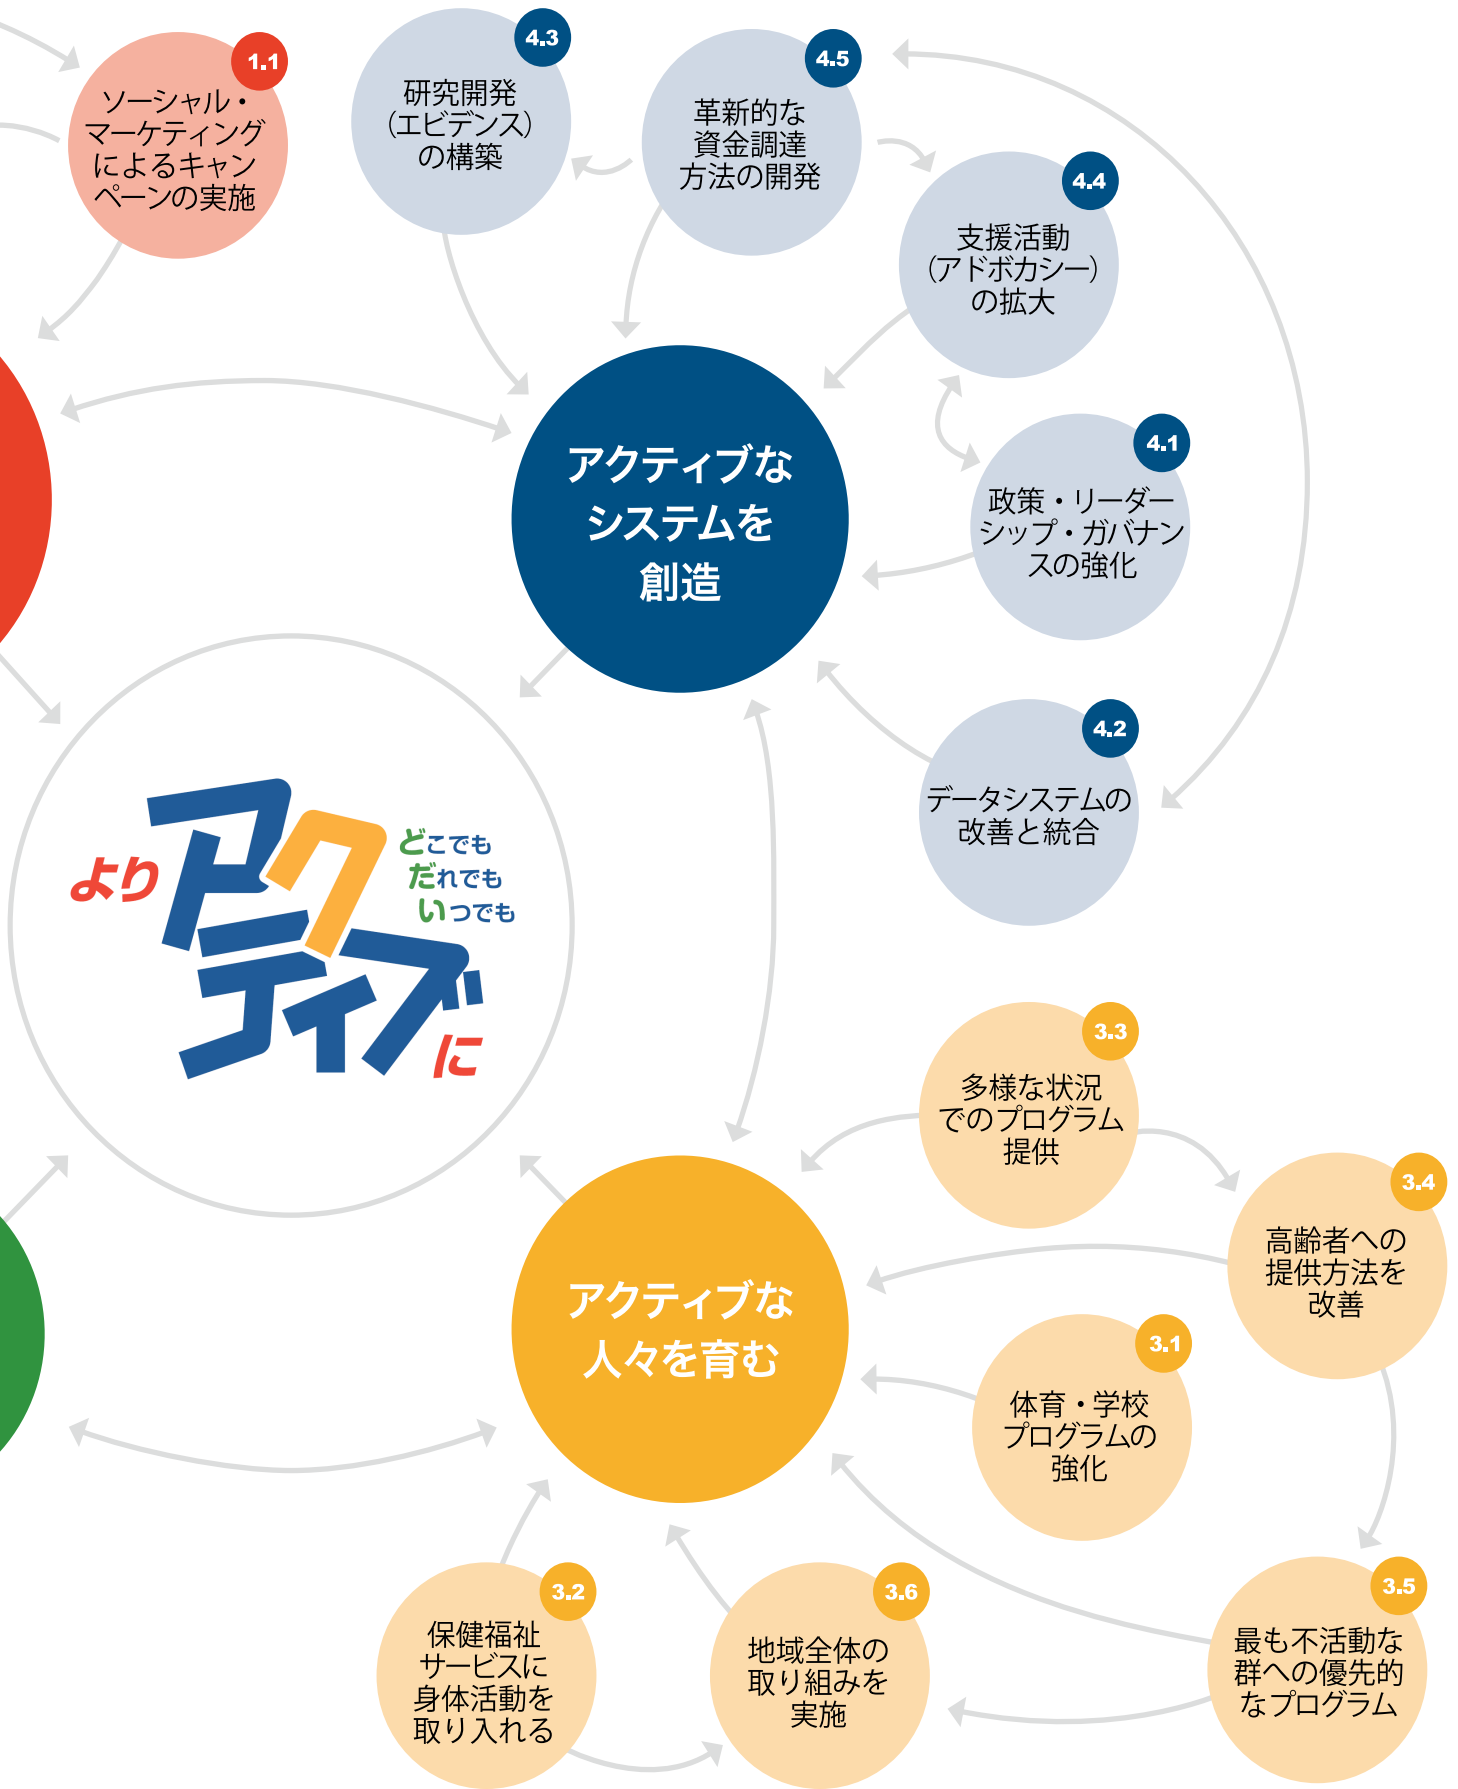 1.1
ソーシャル・
マーケティング
によるキャン
ペーンの実施
4.3
研究開発
（エビデンス）
の構築
4.5
革新的な
資金調達
方法の開発
4.4
支援活動
（アドボカシー）
の拡大
アクティブな
システムを
創造
4.1
政策・リーダー
シップ・ガバナン
スの強化
4.2
データシステムの
改善と統合
より
アクティブ
に
どこでも
だれでも
いつでも
3.3
多様な状況
でのプログラム
提供
3.4
高齢者への
提供方法を
改善
アクティブな
人々を育む
3.1
体育・学校
プログラムの
強化
3.2
保健福祉
サービスに
身体活動を
取り入れる
3.6
地域全体の
取り組みを
実施
3.5
最も不活動な
群への優先的
なプログラム